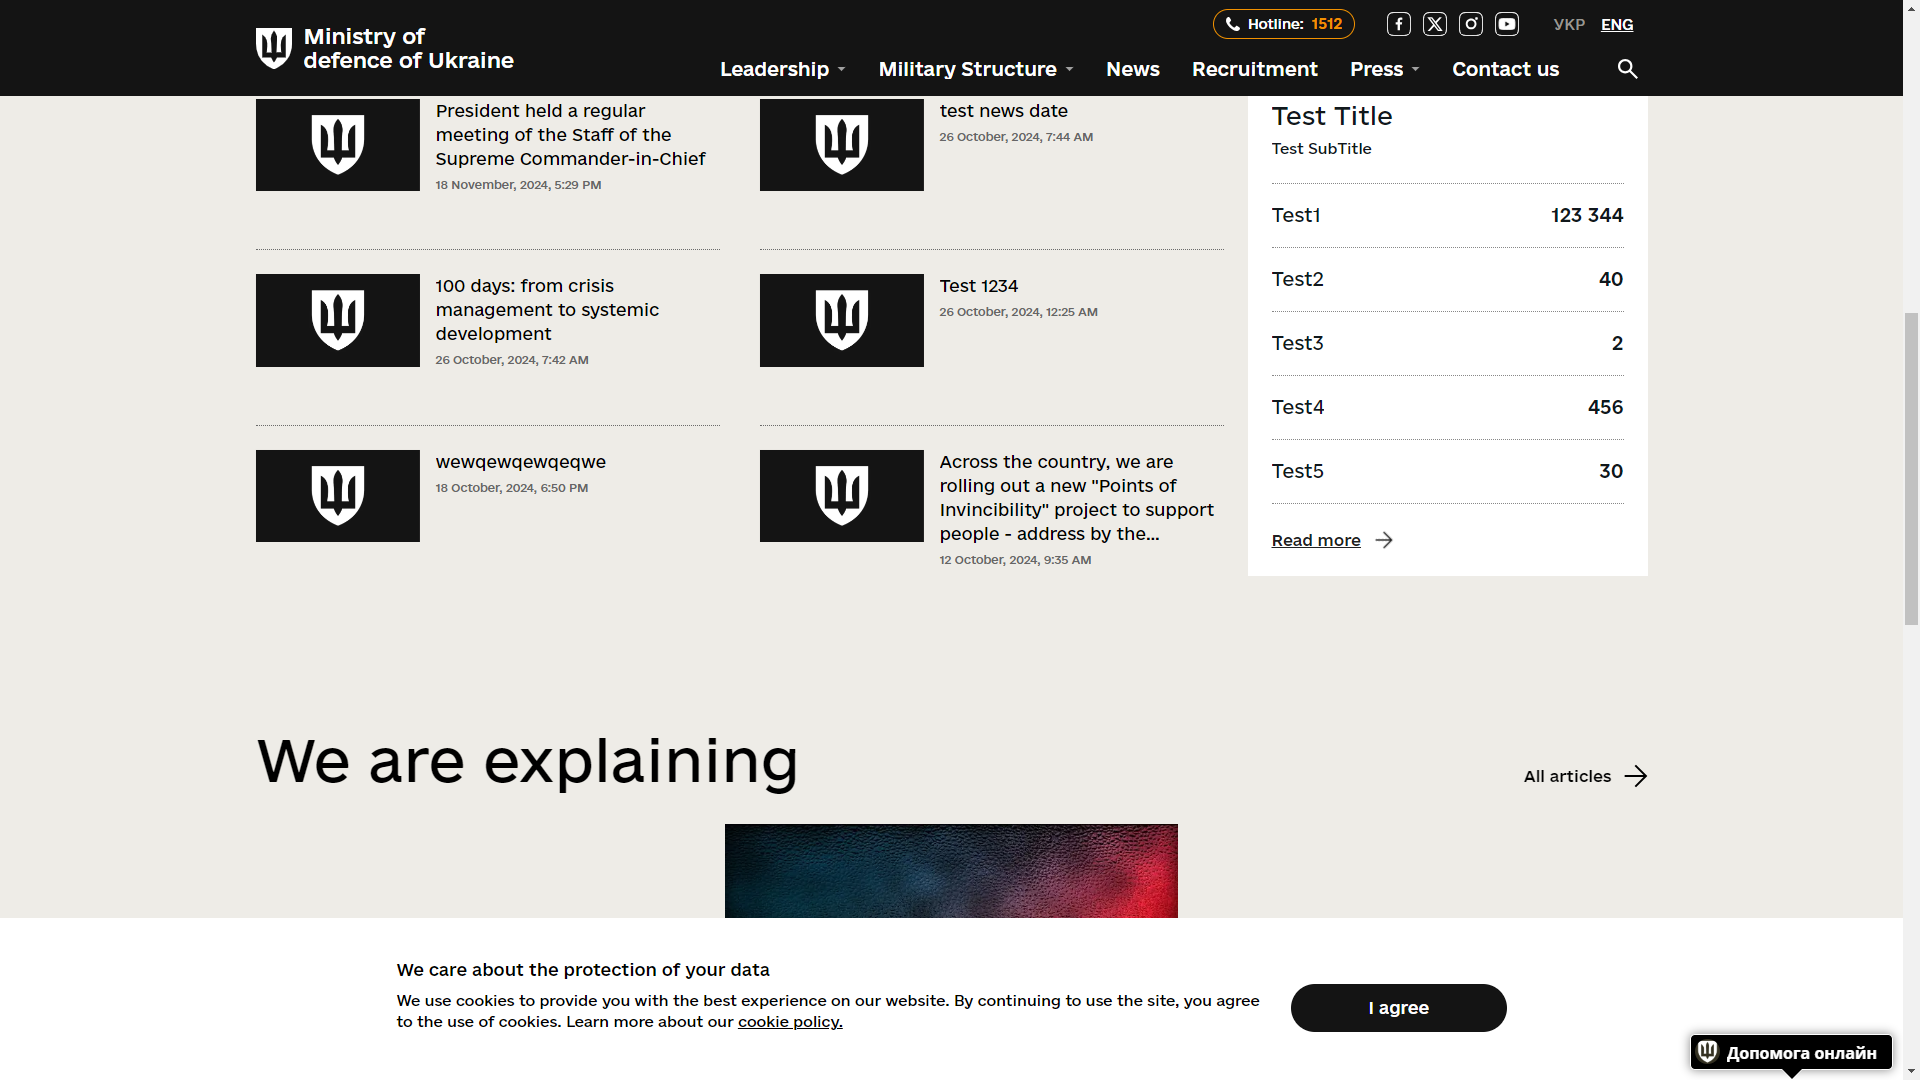 Ministry of
defence of Ukraine
Hotline: 1512
УКР ENG
Leadership
Military Structure
News
Recruitment
Press
Contact us
President held a regular
meeting of the Staff of the
Supreme Commander-in-Chief
18 November, 2024, 5:29 PM
test news date
26 October, 2024, 7:44 AM
100 days: from crisis
management to systemic
development
26 October, 2024, 7:42 AM
Test 1234
26 October, 2024, 12:25 AM
wewqewqewqeqwe
18 October, 2024, 6:50 PM
Across the country, we are
rolling out a new "Points of
Invincibility" project to support
people - address by the...
12 October, 2024, 9:35 AM
Test Title
Test SubTitle
Test1 123 344
Test2 40
Test3 2
Test4 456
Test5 30
Read more
We are explaining
All articles
We care about the protection of your data
We use cookies to provide you with the best experience on our website. By continuing to use the site, you agree
to the use of cookies. Learn more about our cookie policy.
I agree
Допомога онлайн